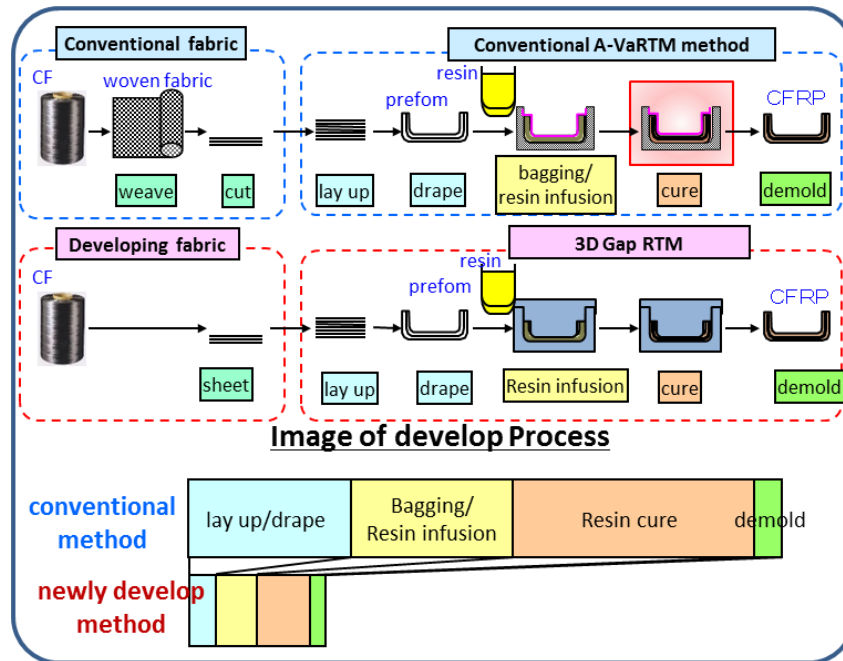 Conventional fabric
Conventional A-VaRTM method
CF
woven fabric
resin
prefom
CFRP
weave
cut
lay up
drape
bagging/
resin infusion
cure
demold
Developing fabric
3D Gap RTM
CF
resin
prefom
CFRP
sheet
lay up
drape
Resin infusion
cure
demold
Image of develop Process
conventional
method
lay up/drape
Bagging/
Resin infusion
Resin cure
demold
newly develop
method